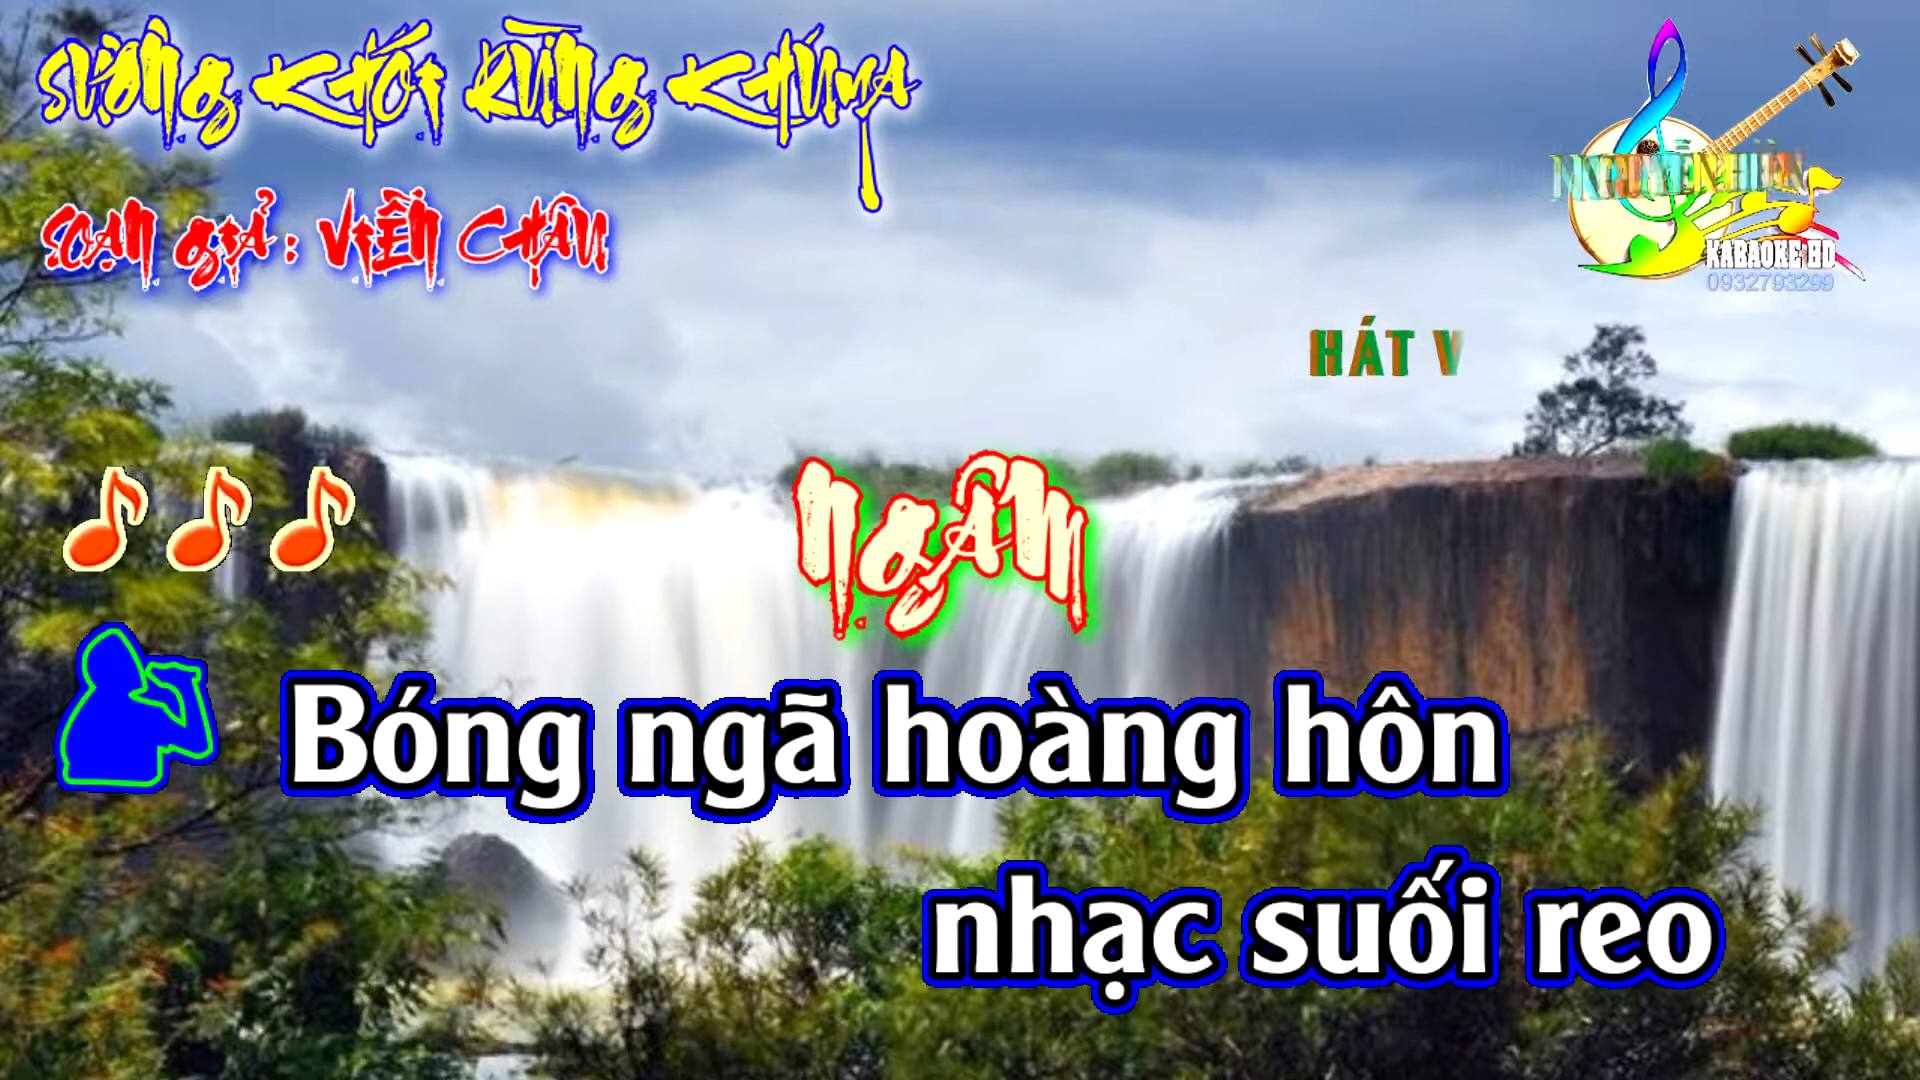 SƯƠNG KHÓI RỪNG KHUYA
SOẠN GIẢ : VIỄN CHÂU
NGUYỄN HIỀN
KARAOKE HD
0932793299
HÁT V
NGÂM
Bóng ngã hoàng hôn
nhạc suối reo